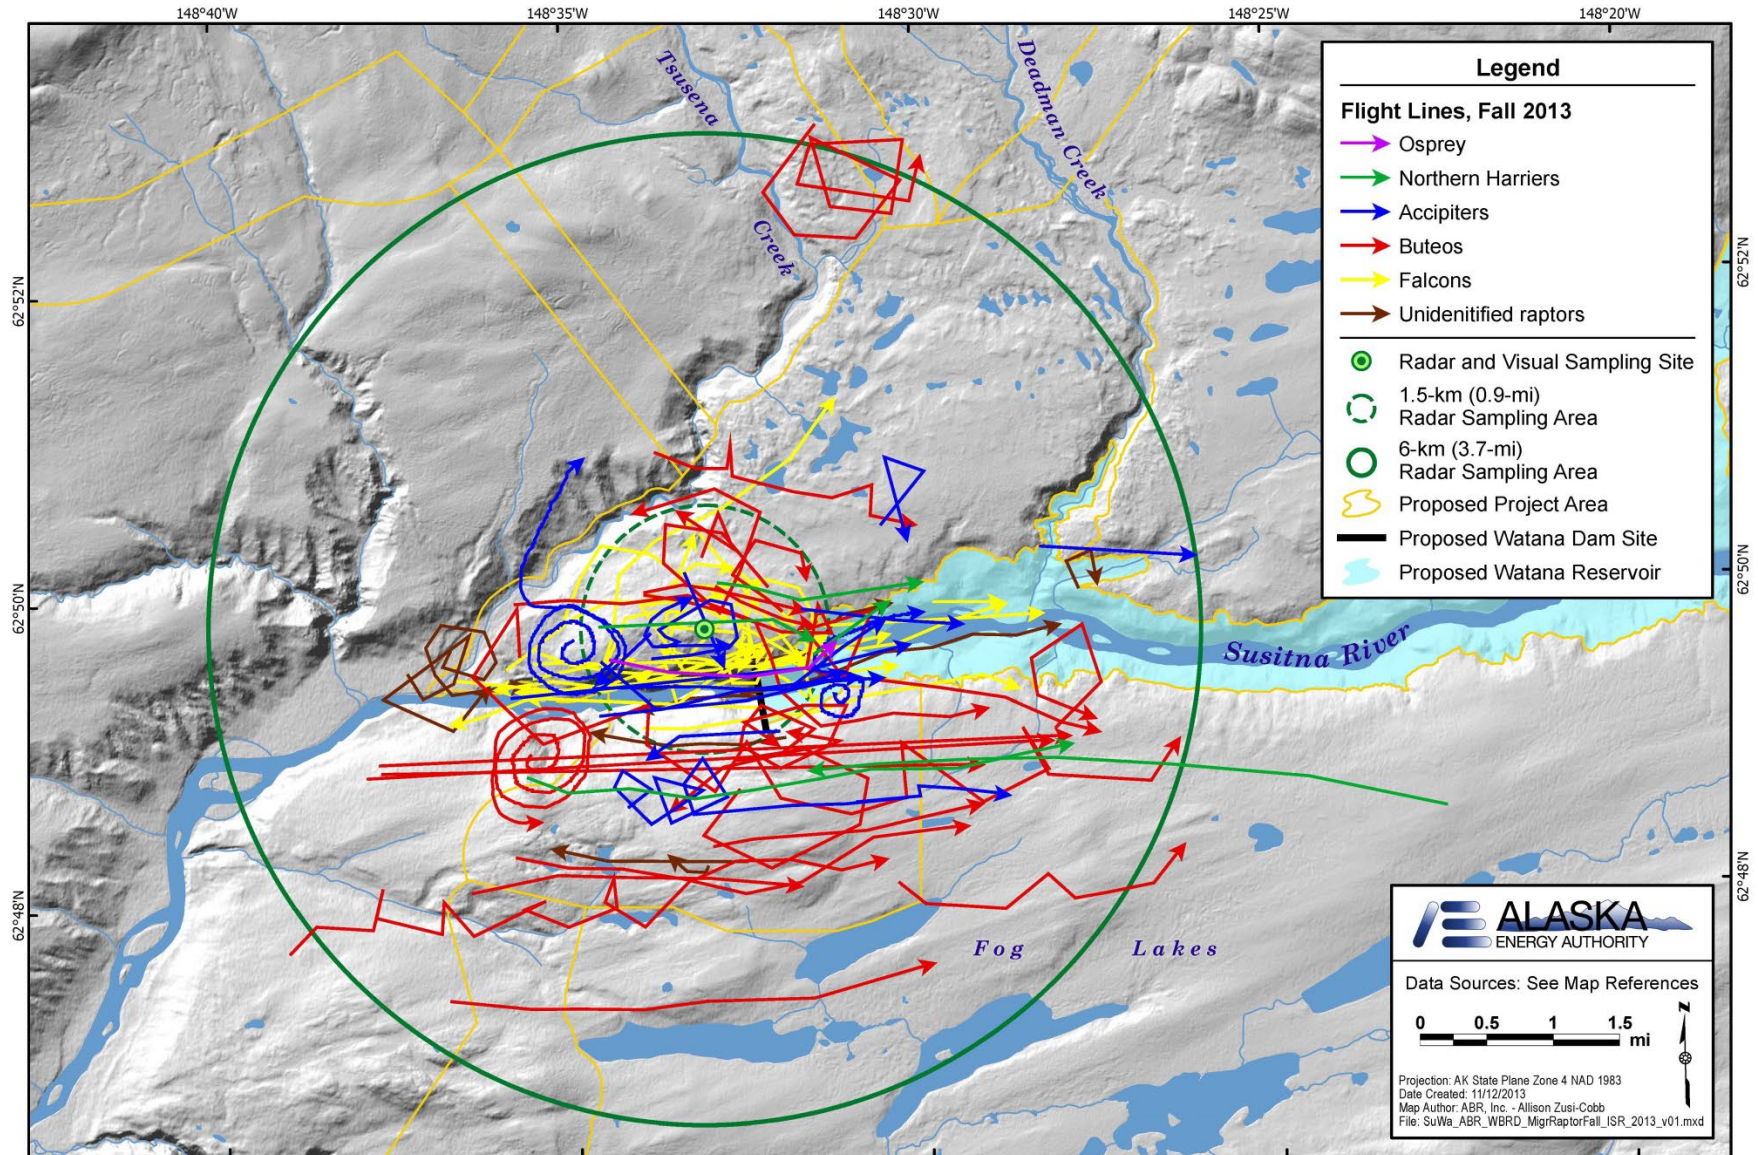 148°40'W
148°35'W
148°30'W
148°25'W
148°20'W
Tsusena
Creek
Deadman Creek
62°52'N
62°50'N
62°48'N
62°52'N
62°50'N
62°48'N
Susitna River
Fog Lakes
Legend
Flight Lines, Fall 2013
Osprey
Northern Harriers
Accipiters
Buteos
Falcons
Unidenitified raptors
Radar and Visual Sampling Site
1.5-km (0.9-mi)
Radar Sampling Area
6-km (3.7-mi)
Radar Sampling Area
Proposed Project Area
Proposed Watana Dam Site
Proposed Watana Reservoir
ALASKA
ENERGY AUTHORITY
Data Sources: See Map References
0 0.5 1 1.5
mi
N
Projection: AK State Plane Zone 4 NAD 1983
Date Created: 11/12/2013
Map Author: ABR, Inc. - Allison Zusi-Cobb
File: SuWa_ABR_WBRD_MigrRaptorFall_ISR_2013_v01.mxd